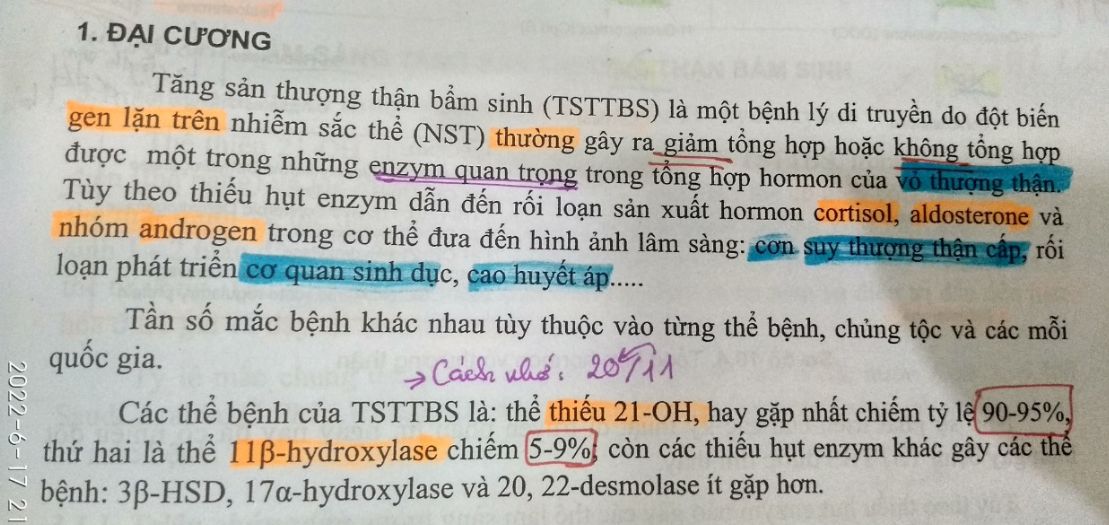 1. ĐẠI CƯƠNG
Tăng sản thượng thận bẩm sinh (TSTTBS) là một bệnh lý di truyền do đột biến
gen lặn trên nhiễm sắc thể (NST) thường gây ra giảm tổng hợp hoặc không tổng hợp
được một trong những enzym quan trọng trong tổng hợp hormon của vỏ thượng thận.
Tùy theo thiếu hụt enzym dẫn đến rối loạn sản xuất hormon cortisol, aldosterone và
nhóm androgen trong cơ thể đưa đến hình ảnh lâm sàng: cơn suy thượng thận cấp, rối
loạn phát triển cơ quan sinh dục, cao huyết áp.....
Tần số mắc bệnh khác nhau tùy thuộc vào từng thể bệnh, chủng tộc và các mỗi
quốc gia.
→ Cách nhớ: 20/11
Các thể bệnh của TSTTBS là: thể thiếu 21-OH, hay gặp nhất chiếm tỷ lệ 90-95%,
thứ hai là thể 11β-hydroxylase chiếm 5-9%; còn các thiếu hụt enzym khác gây các thể
bệnh: 3β-HSD, 17α-hydroxylase và 20, 22-desmolase ít gặp hơn.
2022-6-17 21